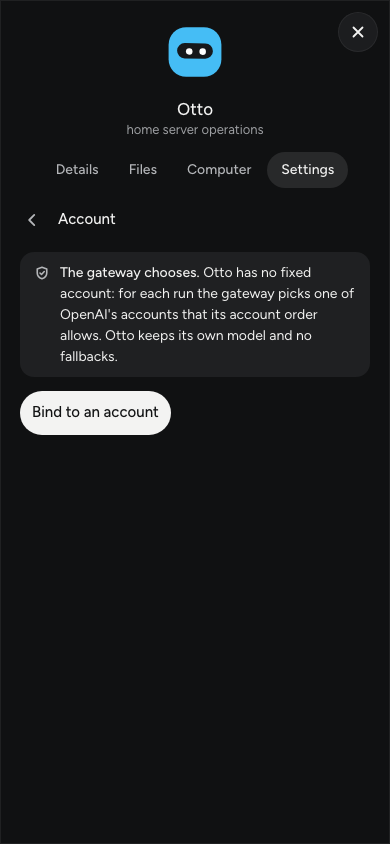 Otto
home server operations
Details Files Computer Settings
Account
The gateway chooses. Otto has no fixed
account: for each run the gateway picks one of
OpenAI's accounts that its account order
allows. Otto keeps its own model and no
fallbacks.
Bind to an account